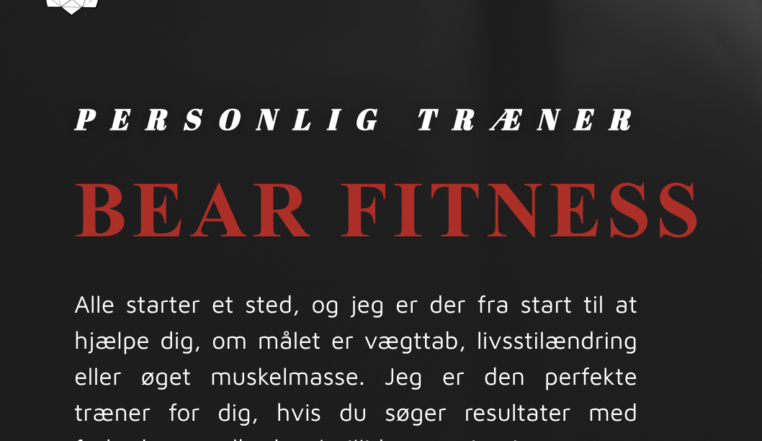 PERSONLIG TRÆNER
BEAR FITNESS
Alle starter et sted, og jeg er der fra start til at
hjælpe dig, om målet er vægttab, livsstilændring
eller øget muskelmasse. Jeg er den perfekte
træner for dig, hvis du søger resultater med